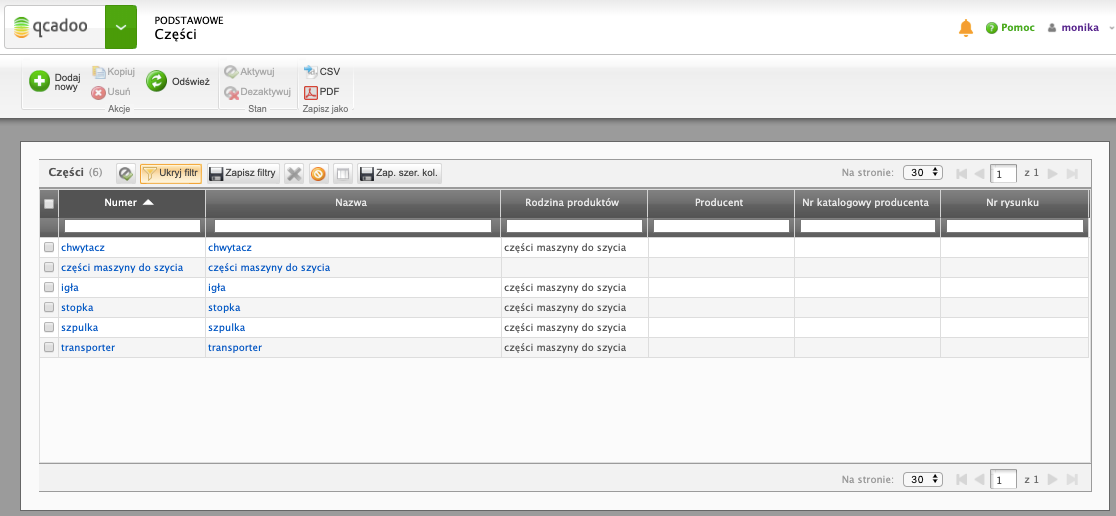 qcadoo
PODSTAWOWE
Części
Pomoc
monika
Dodaj nowy
Kopiuj
Usuń
Odśwież
Akcje
Aktywuj
Dezaktywuj
Stan
CSV
PDF
Zapisz jako
Części (6)
Ukryj filtr
Zapisz filtry
Zap. szer. kol.
Na stronie: 30 1 z 1
Numer Nazwa Rodzina produktów Producent Nr katalogowy producenta Nr rysunku
chwytacz chwytacz części maszyny do szycia
części maszyny do szycia części maszyny do szycia
igła igła części maszyny do szycia
stopka stopka części maszyny do szycia
szpulka szpulka części maszyny do szycia
transporter transporter części maszyny do szycia
Na stronie: 30 1 z 1